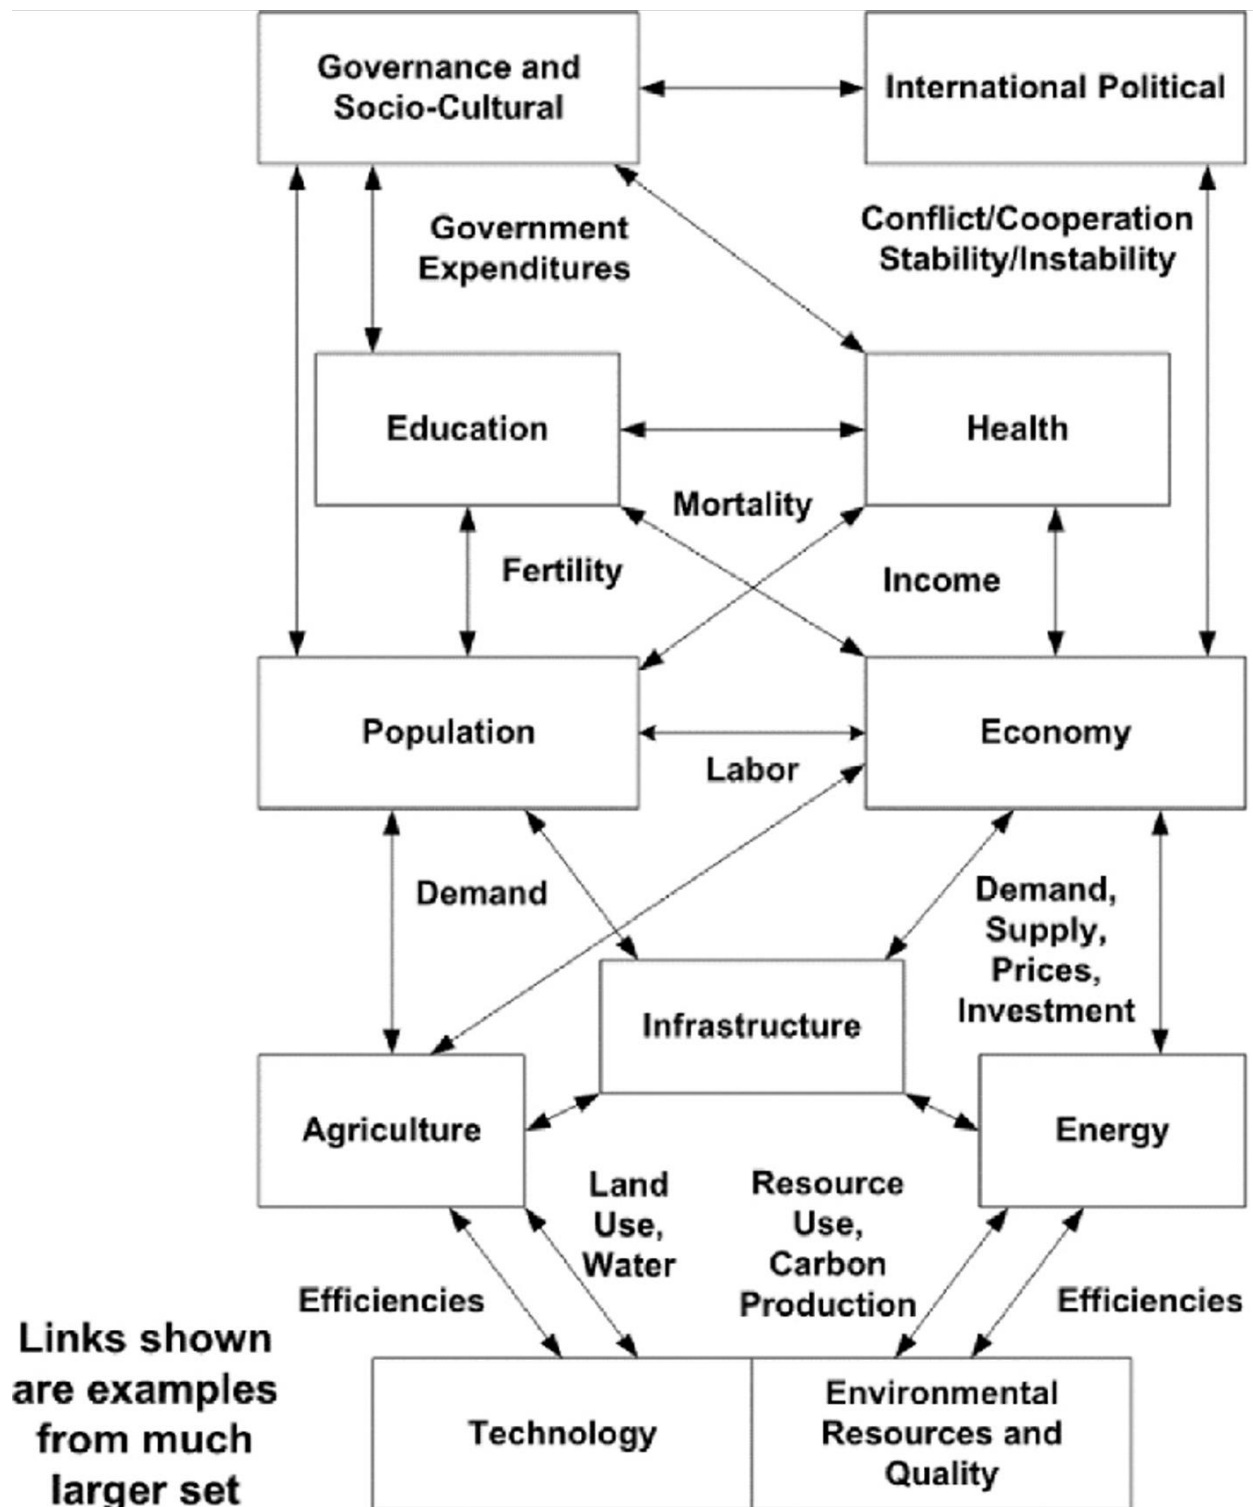 Governance and
Socio-Cultural
International Political
Government
Expenditures
Conflict/Cooperation
Stability/Instability
Education
Health
Mortality
Fertility
Income
Population
Economy
Labor
Demand
Demand,
Supply,
Prices,
Investment
Infrastructure
Agriculture
Energy
Land
Use,
Water
Resource
Use,
Carbon
Production
Efficiencies
Efficiencies
Links shown
are examples
from much
larger set
Technology
Environmental
Resources and
Quality